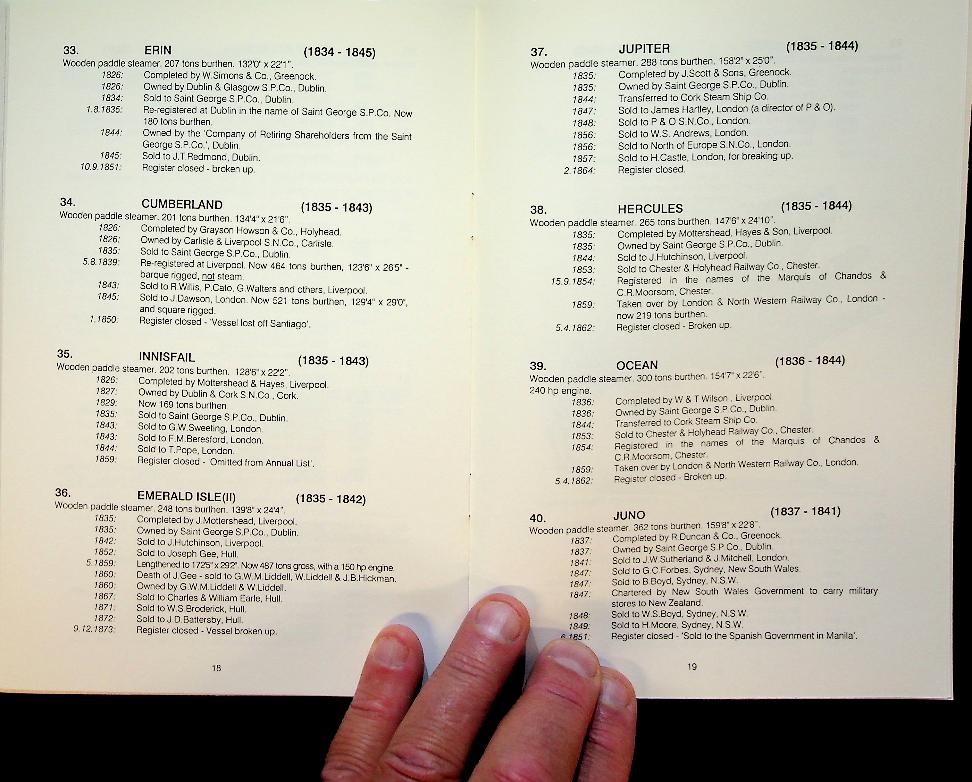 33. ERIN (1834 - 1845)
Wooden paddle steamer. 207 tons burthen. 132'0" x 22'1".
1826: Completed by W.Simons & Co., Greenock.
1826: Owned by Dublin & Glasgow S.P.Co., Dublin.
1834: Sold to Saint George S.P.Co., Dublin.
1.8.1835: Re-registered at Dublin in the name of Saint George S.P.Co. Now
180 tons burthen.
1844: Owned by the 'Company of Retiring Shareholders from the Saint
George S.P.Co.', Dublin.
1845: Sold to J.T.Redmond, Dublin.
10.9.1851: Register closed - broken up.
34. CUMBERLAND (1835 - 1843)
Wooden paddle steamer. 201 tons burthen. 134'4" x 21'6".
1826: Completed by Grayson Howson & Co., Holyhead.
1826: Owned by Carlisle & Liverpool S.N.Co., Carlisle.
1835: Sold to Saint George S.P.Co., Dublin.
5.8.1839: Re-registered at Liverpool. Now 464 tons burthen, 123'6" x 26'5" -
barque rigged, not steam.
1843: Sold to R.Willis, P.Cato, G.Walters and others, Liverpool.
1845: Sold to J.Dawson, London. Now 521 tons burthen, 129'4" x 29'0",
and square rigged.
1.1850: Register closed - 'Vessel lost off Santiago'.
35. INNISFAIL (1835 - 1843)
Wooden paddle steamer. 202 tons burthen. 128'6" x 22'2".
1826: Completed by Mottershead & Hayes, Liverpool.
1827: Owned by Dublin & Cork S.N.Co., Cork.
1829: Now 169 tons burthen.
1835: Sold to Saint George S.P.Co., Dublin.
1843: Sold to G.W.Sweeting, London.
1843: Sold to F.M.Beresford, London.
1844: Sold to T.Pope, London.
1859: Register closed - 'Omitted from Annual List'.
36. EMERALD ISLE(II) (1835 - 1842)
Wooden paddle steamer. 248 tons burthen. 139'8" x 24'4".
1835: Completed by J.Mottershead, Liverpool.
1835: Owned by Saint George S.P.Co., Dublin.
1842: Sold to J.Hutchinson, Liverpool.
1852: Sold to Joseph Gee, Hull.
5.1859: Lengthened to 172'5" x 29'2". Now 487 tons gross, with a 150 hp engine.
1860: Death of J.Gee - sold to G.W.M.Liddell, W.Liddell & J.B.Hickman.
1860: Owned by G.W.M.Liddell & W.Liddell.
1867: Sold to Charles & William Earle, Hull.
1871: Sold to W.S.Broderick, Hull.
1872: Sold to J.D.Battersby, Hull.
9.12.1873: Register closed - Vessel broken up.
18
37. JUPITER (1835 - 1844)
Wooden paddle steamer. 288 tons burthen. 158'2" x 25'0".
1835: Completed by J.Scott & Sons, Greenock.
1835: Owned by Saint George S.P.Co., Dublin.
1844: Transferred to Cork Steam Ship Co.
1847: Sold to James Hartley, London (a director of P & O).
1848: Sold to P & O S.N.Co., London.
1856: Sold to W.S. Andrews, London.
1856: Sold to North of Europe S.N.Co., London.
1857: Sold to H.Castle, London, for breaking up.
2.1864: Register closed.
38. HERCULES (1835 - 1844)
Wooden paddle steamer. 265 tons burthen. 147'6" x 24'10".
1835: Completed by Mottershead, Hayes & Son, Liverpool.
1835: Owned by Saint George S.P.Co., Dublin.
1844: Sold to J.Hutchinson, Liverpool.
1853: Sold to Chester & Holyhead Railway Co., Chester.
15.9.1854: Registered in the names of the Marquis of Chandos &
C.R.Moorsom, Chester.
1859: Taken over by London & North Western Railway Co., London -
now 219 tons burthen.
5.4.1862: Register closed - Broken up.
39. OCEAN (1836 - 1844)
Wooden paddle steamer. 300 tons burthen. 154'7" x 22'6".
240 hp engine.
1836: Completed by W & T Wilson , Liverpool.
1836: Owned by Saint George S.P.Co., Dublin.
1844: Transferred to Cork Steam Ship Co.
1853: Sold to Chester & Holyhead Railway Co., Chester.
1854: Registered in the names of the Marquis of Chandos &
C.R.Moorsom, Chester.
1859: Taken over by London & North Western Railway Co., London.
5.4.1862: Register closed - Broken up.
40. JUNO (1837 - 1841)
Wooden paddle steamer. 362 tons burthen. 159'8" x 22'8".
1837: Completed by R.Duncan & Co., Greenock.
1837: Owned by Saint George S.P Co., Dublin.
1841: Sold to J.W.Sutherland & J.Mitchell, London.
1847: Sold to G.C.Forbes, Sydney, New South Wales.
1847: Sold to B.Boyd, Sydney, N.S.W.
1847: Chartered by New South Wales Government to carry military
stores to New Zealand.
1848: Sold to W.S.Boyd, Sydney, N.S.W.
1849: Sold to H.Moore, Sydney, N.S.W.
6.1851: Register closed - 'Sold to the Spanish Government in Manila'.
19